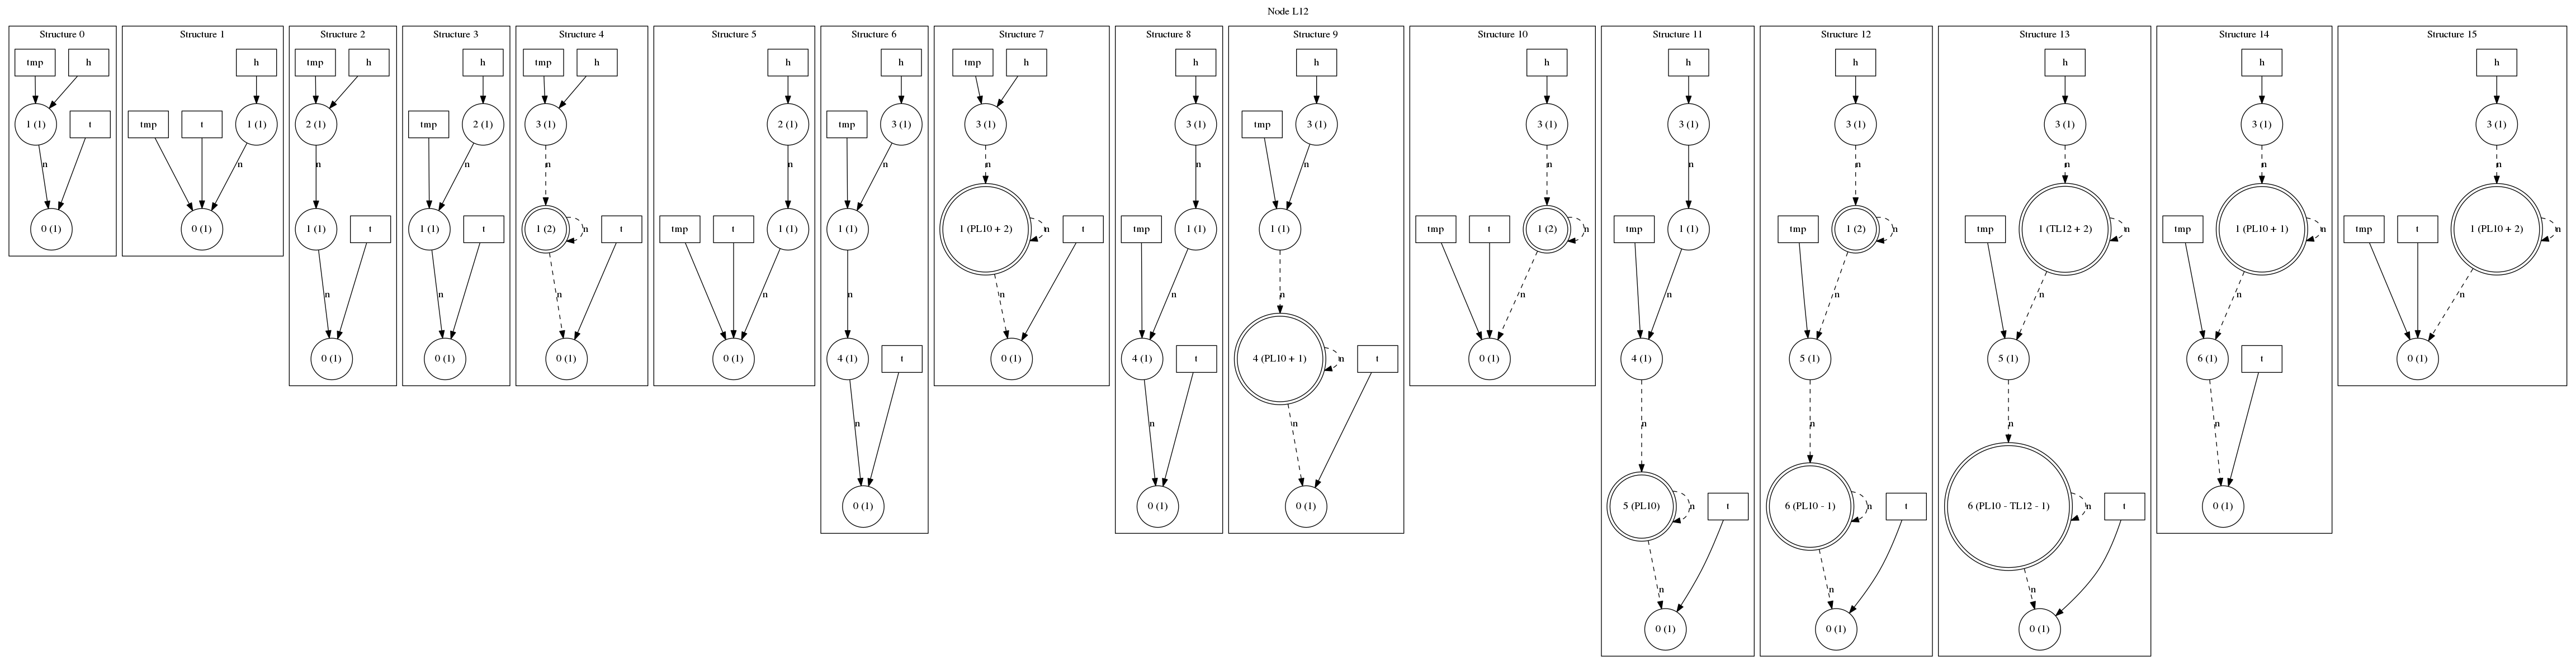 Node L12
Structure 0
tmp
h
1 (1)
t
n
0 (1)
Structure 1
h
tmp
t
1 (1)
n
0 (1)
Structure 2
tmp
h
2 (1)
n
1 (1)
t
n
0 (1)
Structure 3
h
tmp
2 (1)
n
1 (1)
t
n
0 (1)
Structure 4
tmp
h
3 (1)
n
1 (2)
n
t
n
0 (1)
Structure 5
h
2 (1)
n
tmp
t
1 (1)
n
0 (1)
Structure 6
h
tmp
3 (1)
n
1 (1)
n
4 (1)
t
n
0 (1)
Structure 7
tmp
h
3 (1)
n
1 (PL10 + 2)
n
t
n
0 (1)
Structure 8
h
3 (1)
n
tmp
1 (1)
n
4 (1)
t
n
0 (1)
Structure 9
h
tmp
3 (1)
n
1 (1)
n
4 (PL10 + 1)
n
t
n
0 (1)
Structure 10
h
3 (1)
n
tmp
t
1 (2)
n
n
0 (1)
Structure 11
h
3 (1)
n
tmp
1 (1)
n
4 (1)
n
5 (PL10)
n
t
n
0 (1)
Structure 12
h
3 (1)
n
tmp
1 (2)
n
n
5 (1)
n
6 (PL10 - 1)
n
t
n
0 (1)
Structure 13
h
3 (1)
n
tmp
1 (TL12 + 2)
n
n
5 (1)
n
6 (PL10 - TL12 - 1)
n
t
n
0 (1)
Structure 14
h
3 (1)
n
tmp
1 (PL10 + 1)
n
n
6 (1)
t
n
0 (1)
Structure 15
h
3 (1)
n
tmp
t
1 (PL10 + 2)
n
n
0 (1)